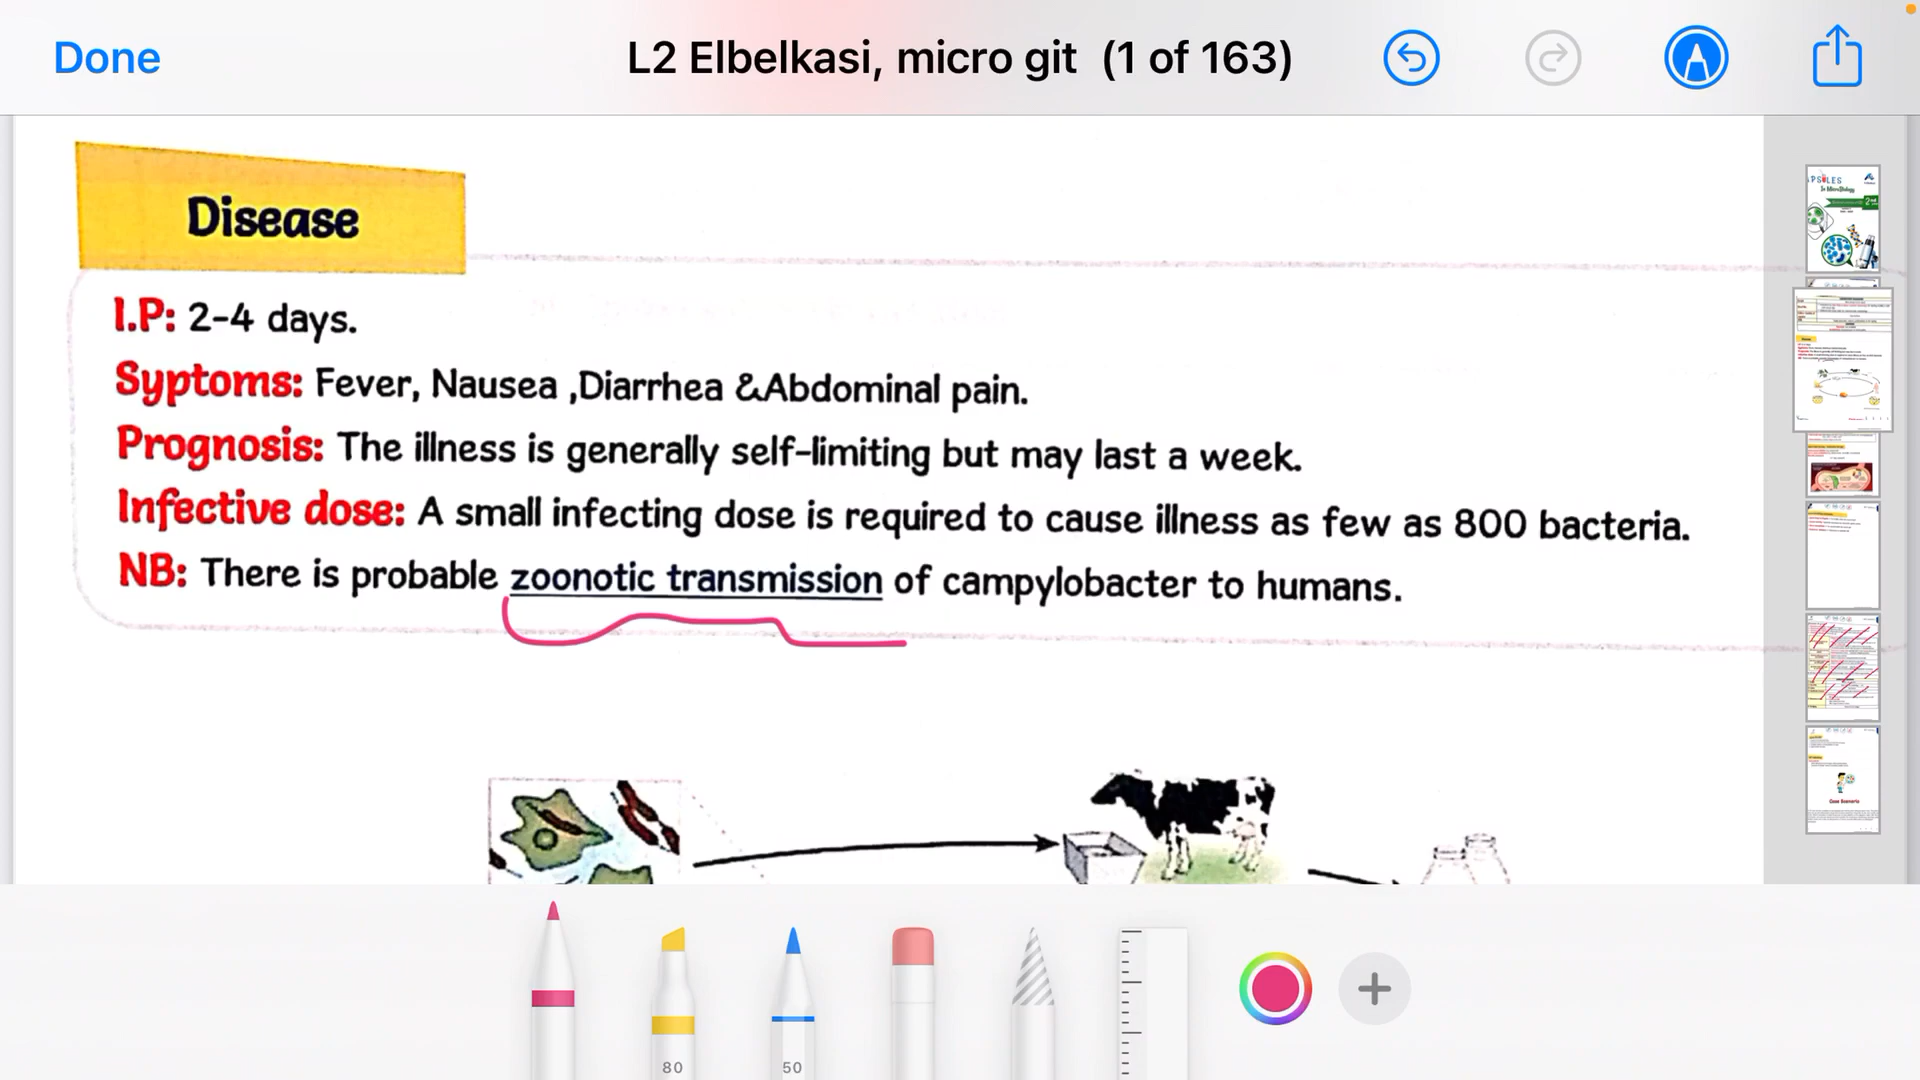 Done
L2 Elbelkasi, micro git (1 of 163)
Disease
I.P: 2-4 days.
Syptoms: Fever, Nausea ,Diarrhea &Abdominal pain.
Prognosis: The illness is generally self-limiting but may last a week.
Infective dose: A small infecting dose is required to cause illness as few as 800 bacteria.
NB: There is probable zoonotic transmission of campylobacter to humans.
80
50